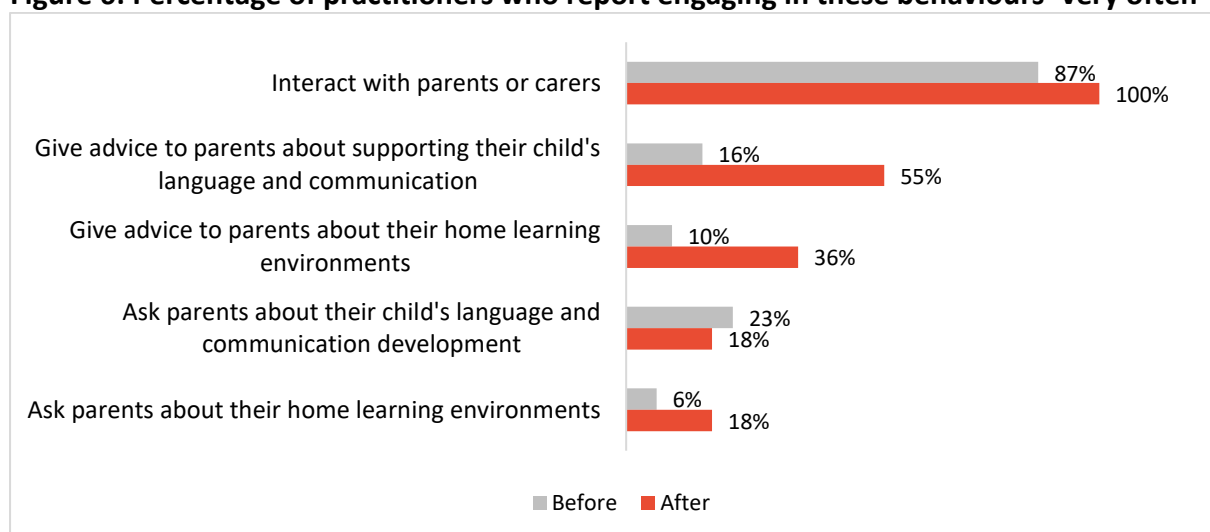 Figure 6: Percentage of practitioners who report engaging in these behaviours 'very often'
Interact with parents or carers
87%
100%
Give advice to parents about supporting their child's
language and communication
16%
55%
Give advice to parents about their home learning
environments
10%
36%
Ask parents about their child's language and
communication development
23%
18%
Ask parents about their home learning environments
6%
18%
Before After